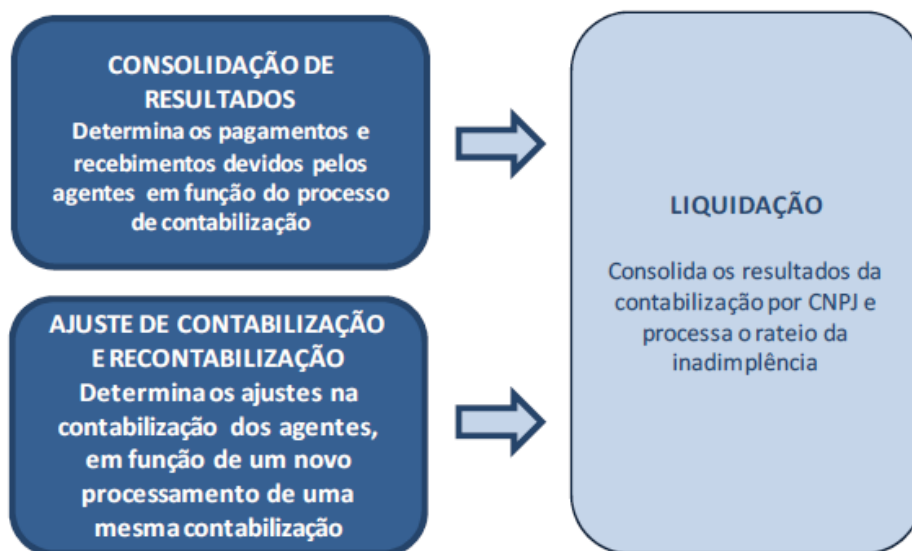 CONSOLIDAÇÃO DE
RESULTADOS
Determina os pagamentos e
recebimentos devidos pelos
agentes em função do processo
de contabilização
AJUSTE DE CONTABILIZAÇÃO
E RECONTABILIZAÇÃO
Determina os ajustes na
contabilização dos agentes,
em função de um novo
processamento de uma
mesma contabilização
LIQUIDAÇÃO
Consolida os resultados da
contabilização por CNPJ e
processa o rateio da
inadimplência